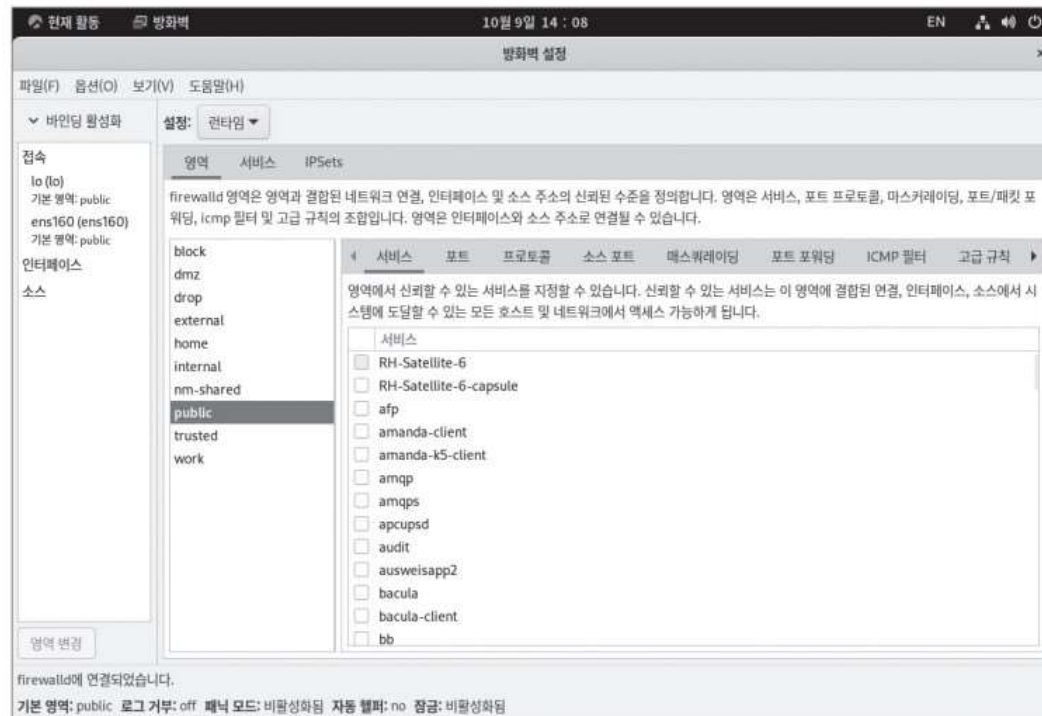 현재 활동 방화벽 10월 9일 14 : 08 EN
방화벽 설정 ×
파일(F) 옵션(O) 보기(V) 도움말(H)
바인딩 활성화
접속
lo (lo)
기본 영역: public
ens160 (ens160)
기본 영역: public
인터페이스
소스
영역 변경
설정: 런타임
영역 서비스 IPSets
firewalld 영역은 영역과 결합된 네트워크 연결, 인터페이스 및 소스 주소의 신뢰된 수준을 정의합니다. 영역은 서비스, 포트 프로토콜, 마스커레이딩, 포트/패킷 포
워딩, icmp 필터 및 고급 규칙의 조합입니다. 영역은 인터페이스와 소스 주소로 연결될 수 있습니다.
block
dmz
drop
external
home
internal
nm-shared
public
trusted
work
서비스 포트 프로토콜 소스 포트 매스쿼레이딩 포트 포워딩 ICMP 필터 고급 규칙
영역에서 신뢰할 수 있는 서비스를 지정할 수 있습니다. 신뢰할 수 있는 서비스는 이 영역에 결합된 연결, 인터페이스, 소스에서 시
스템에 도달할 수 있는 모든 호스트 및 네트워크에서 액세스 가능하게 됩니다.
서비스
RH-Satellite-6
RH-Satellite-6-capsule
afp
amanda-client
amanda-k5-client
amqp
amqps
apcupsd
audit
ausweisapp2
bacula
bacula-client
bb
firewalld에 연결되었습니다.
기본 영역: public 로그 거부: off 패닉 모드: 비활성화됨 자동 헬퍼: no 잠금: 비활성화됨